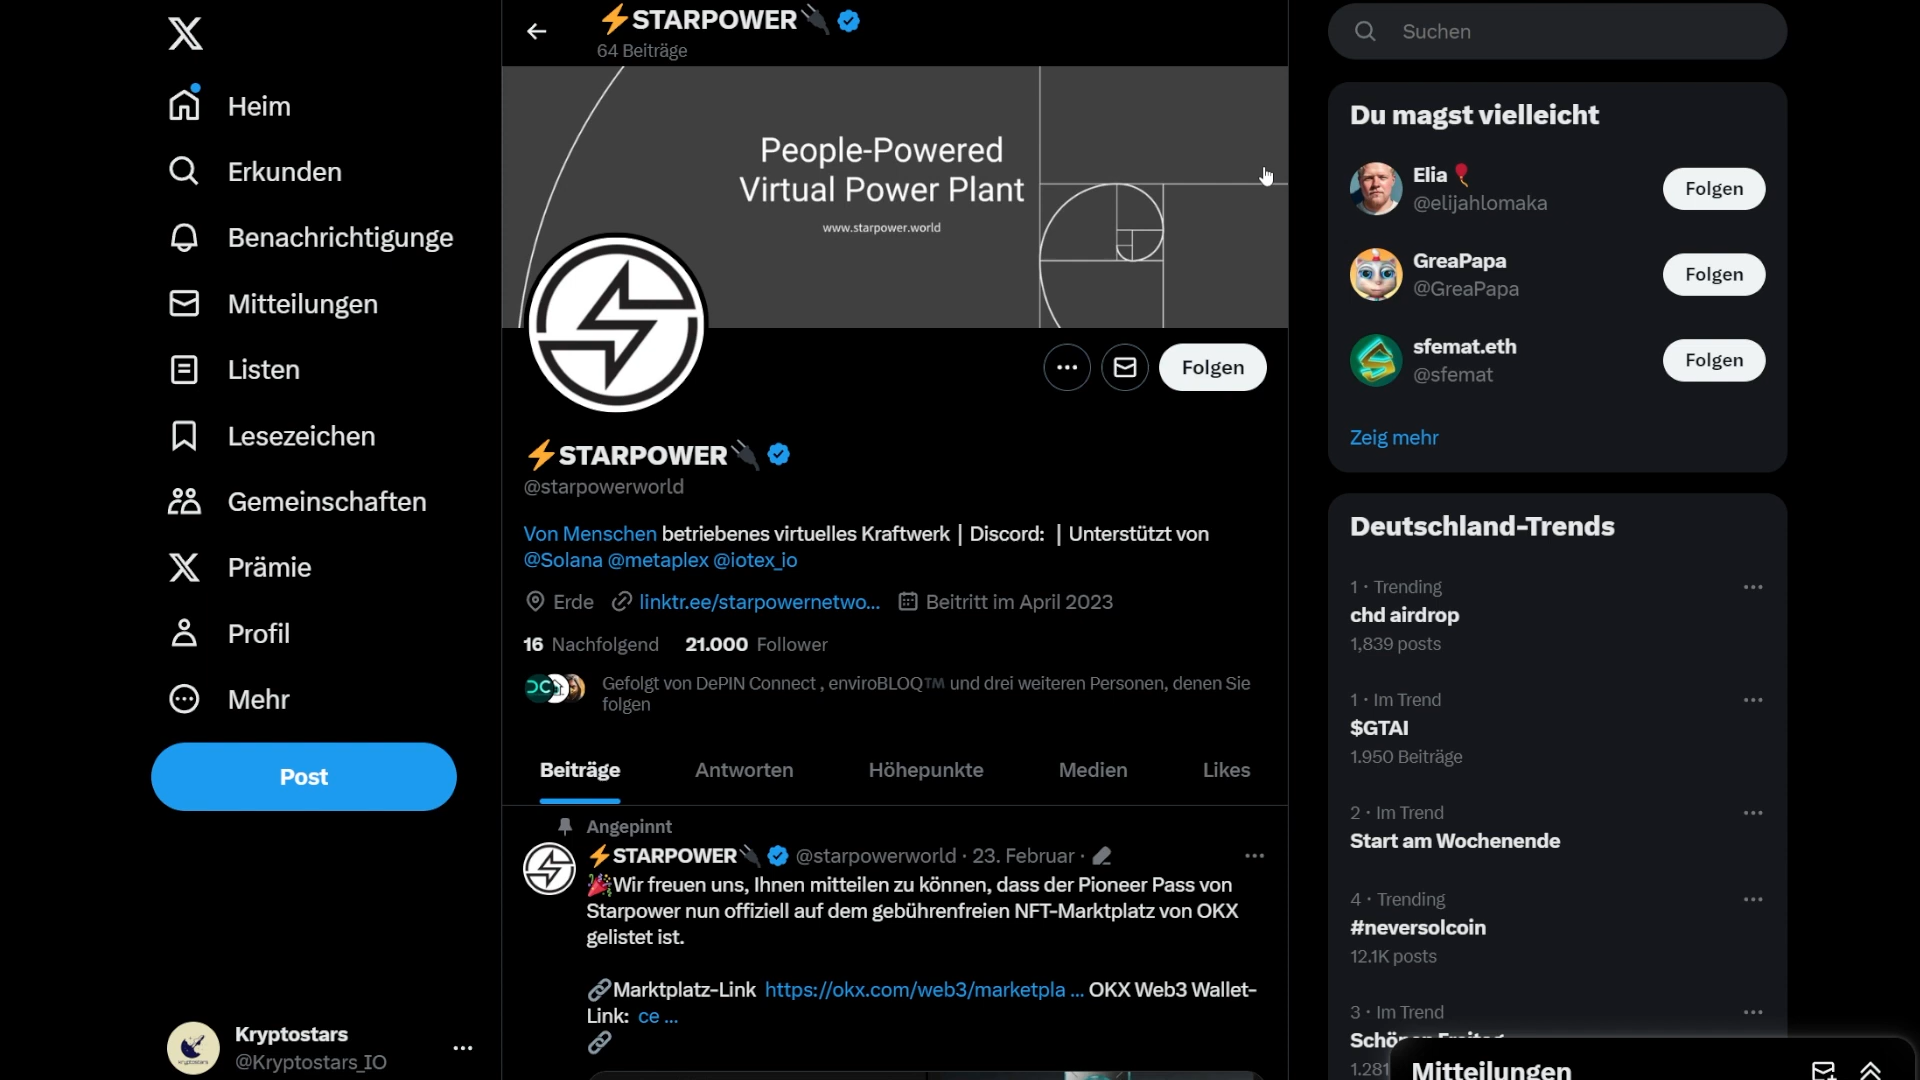 Heim
Erkunden
Benachrichtigunge
Mitteilungen
Listen
Lesezeichen
Gemeinschaften
Prämie
Profil
Mehr
Post
Kryptostars
@Kryptostars_IO
⚡STARPOWER🔌
64 Beiträge
People-Powered
Virtual Power Plant
www.starpower.world
Folgen
⚡STARPOWER🔌
@starpowerworld
Von Menschen betriebenes virtuelles Kraftwerk | Discord: | Unterstützt von
@Solana @metaplex @iotex_io
Erde linktr.ee/starpowernetwo... Beitritt im April 2023
16 Nachfolgend 21.000 Follower
Gefolgt von DePIN Connect , enviroBLOQ™ und drei weiteren Personen, denen Sie
folgen
Beiträge Antworten Höhepunkte Medien Likes
Angepinnt
⚡STARPOWER🔌 @starpowerworld · 23. Februar ·
🎉Wir freuen uns, Ihnen mitteilen zu können, dass der Pioneer Pass von
Starpower nun offiziell auf dem gebührenfreien NFT-Marktplatz von OKX
gelistet ist.
🔗Marktplatz-Link https://okx.com/web3/marketpla ... OKX Web3 Wallet-
Link: ce ...
🔗
Suchen
Du magst vielleicht
Elia🎈
@elijahlomaka
Folgen
GreaPapa
@GreaPapa
Folgen
sfemat.eth
@sfemat
Folgen
Zeig mehr
Deutschland-Trends
1 · Trending
chd airdrop
1,839 posts
1 · Im Trend
$GTAI
1.950 Beiträge
2 · Im Trend
Start am Wochenende
4 · Trending
#neversolcoin
12.1K posts
3 · Im Trend
Schönen Freitag
1.281
Mitteilungen